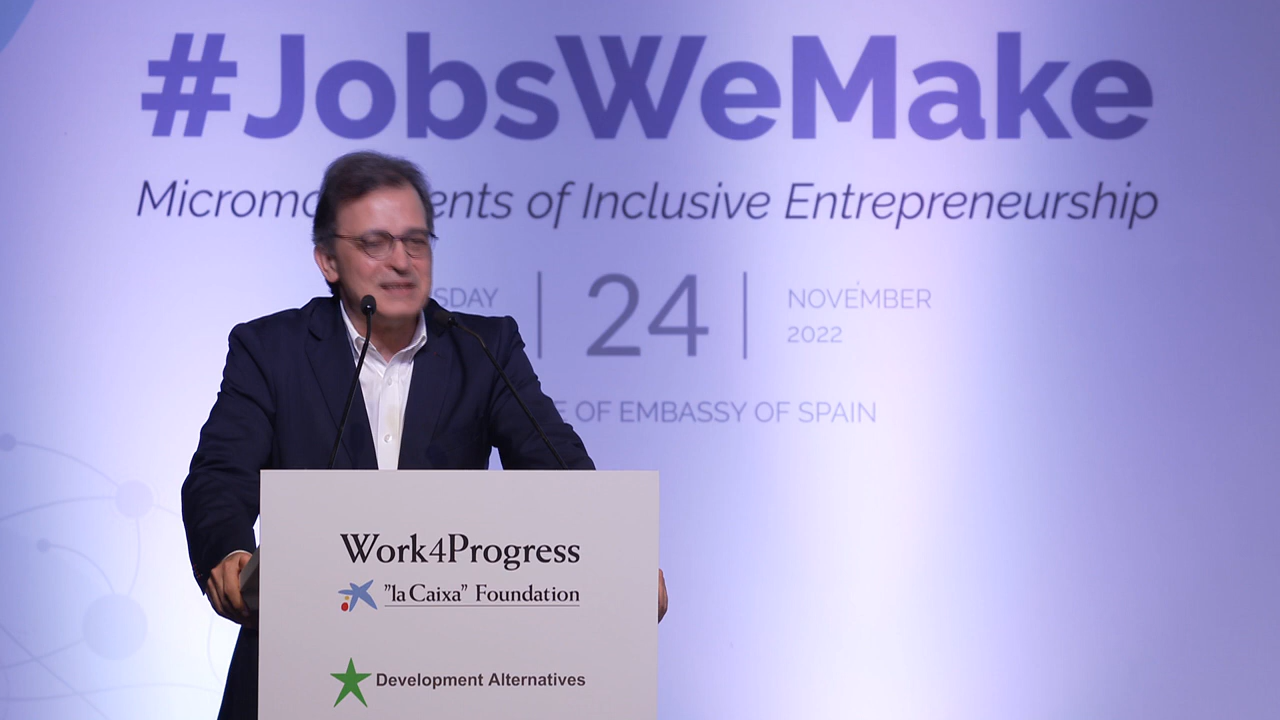 #JobsWeMake
Micromo ents of Inclusive Entrepreneurship
SDAY 24 NOVEMBER
2022
E OF EMBASSY OF SPAIN
Work4Progress
"la Caixa" Foundation
Development Alternatives